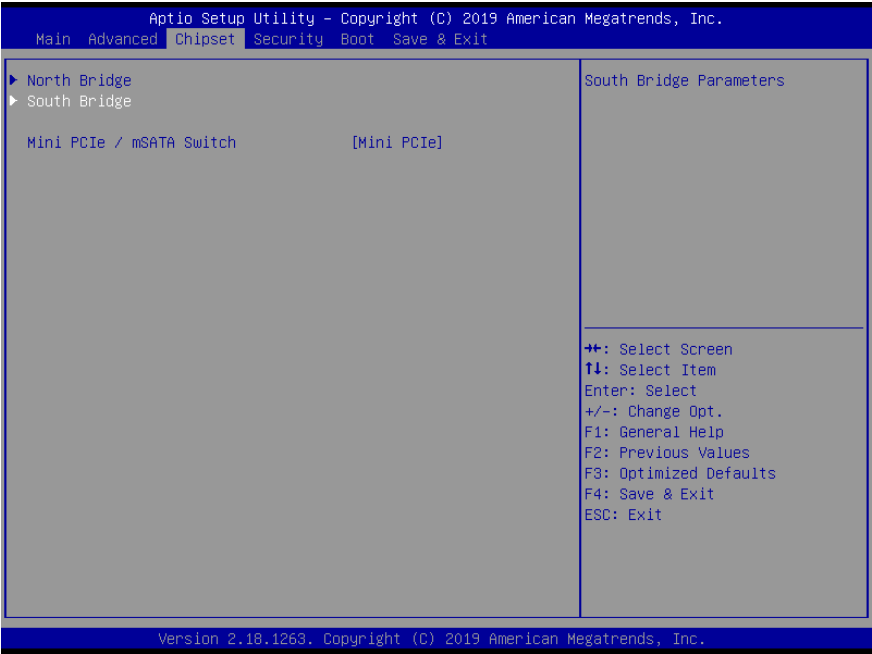 Aptio Setup Utility – Copyright (C) 2019 American Megatrends, Inc.
Main Advanced Chipset Security Boot Save & Exit
▶ North Bridge
▶ South Bridge
Mini PCIe / mSATA Switch [Mini PCIe]
South Bridge Parameters
→←: Select Screen
↑↓: Select Item
Enter: Select
+/-: Change Opt.
F1: General Help
F2: Previous Values
F3: Optimized Defaults
F4: Save & Exit
ESC: Exit
Version 2.18.1263. Copyright (C) 2019 American Megatrends, Inc.